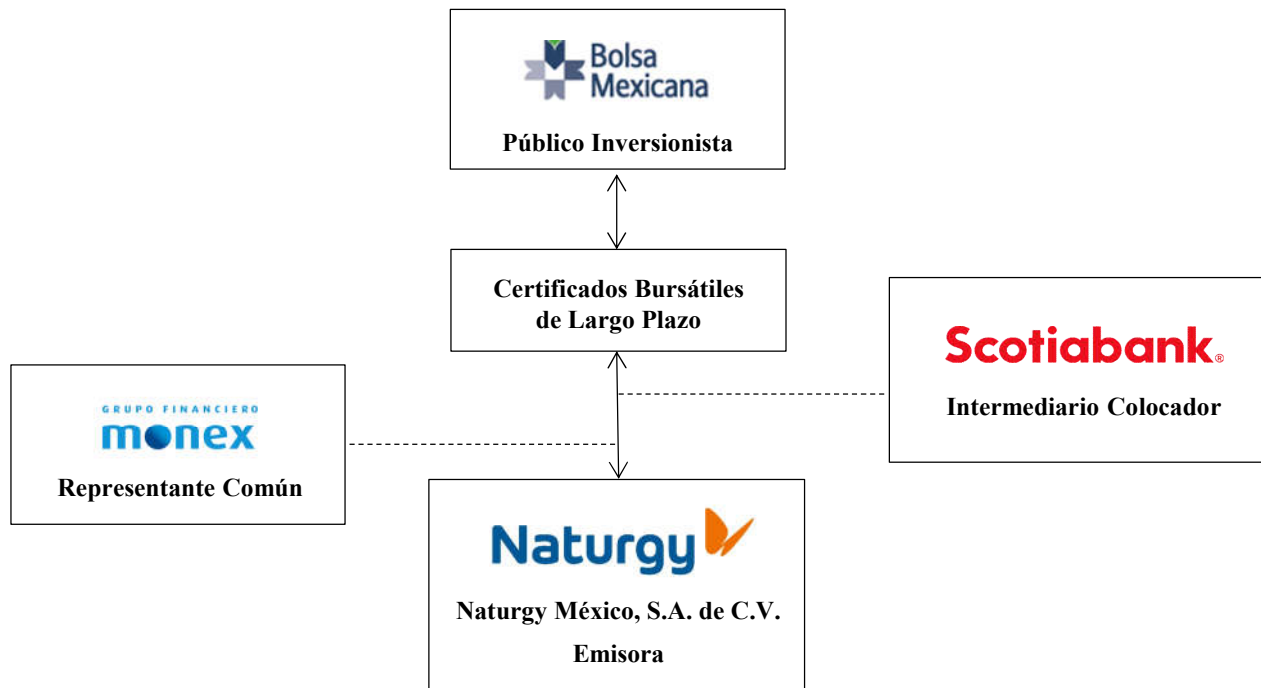 Bolsa
Mexicana
Público Inversionista
Certificados Bursátiles
de Largo Plazo
Scotiabank®
Intermediario Colocador
GRUPO FINANCIERO
monex
Representante Común
Naturgy
Naturgy México, S.A. de C.V.
Emisora